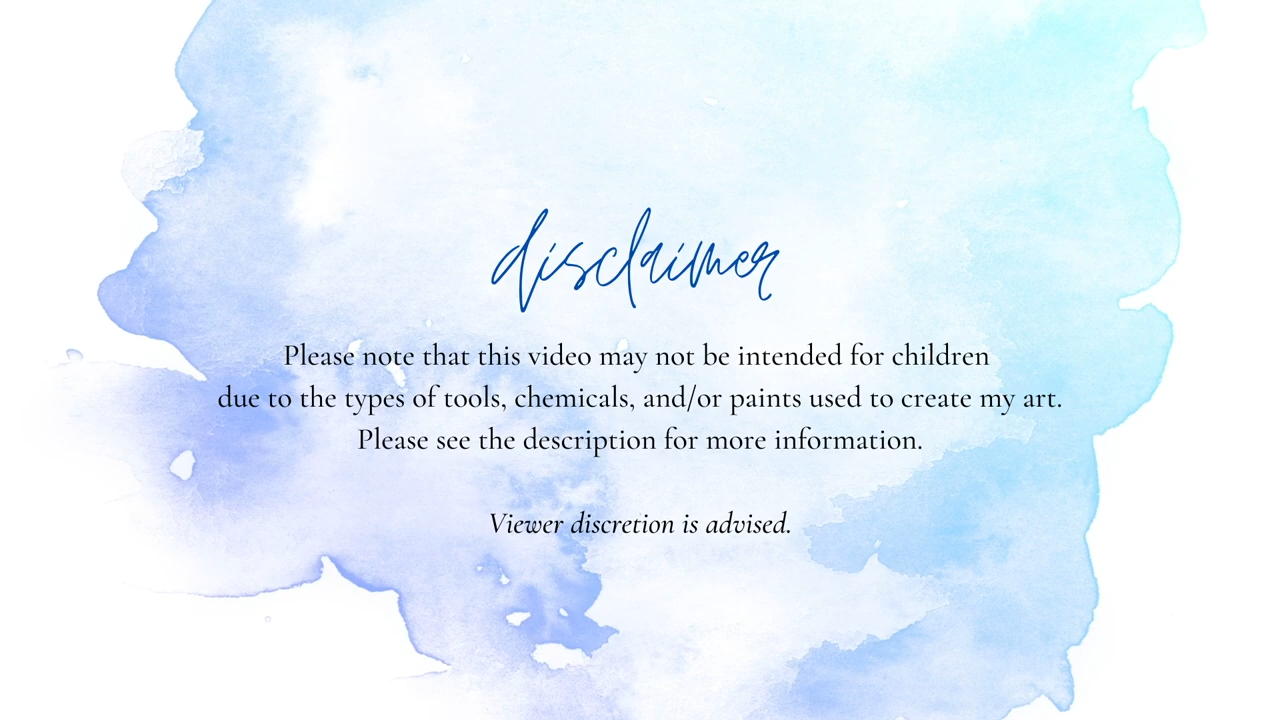 disclaimer
Please note that this video may not be intended for children
due to the types of tools, chemicals, and/or paints used to create my art.
Please see the description for more information.
Viewer discretion is advised.